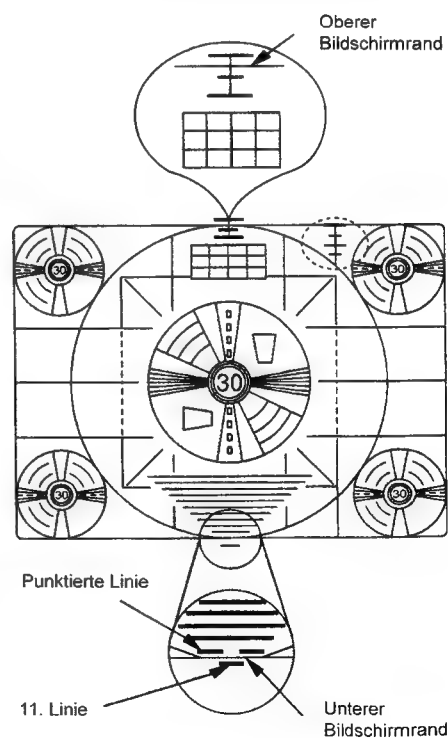 Oberer
Bildschirmrand
30
30
30
30
30
Punktierte Linie
11. Linie
Unterer
Bildschirmrand